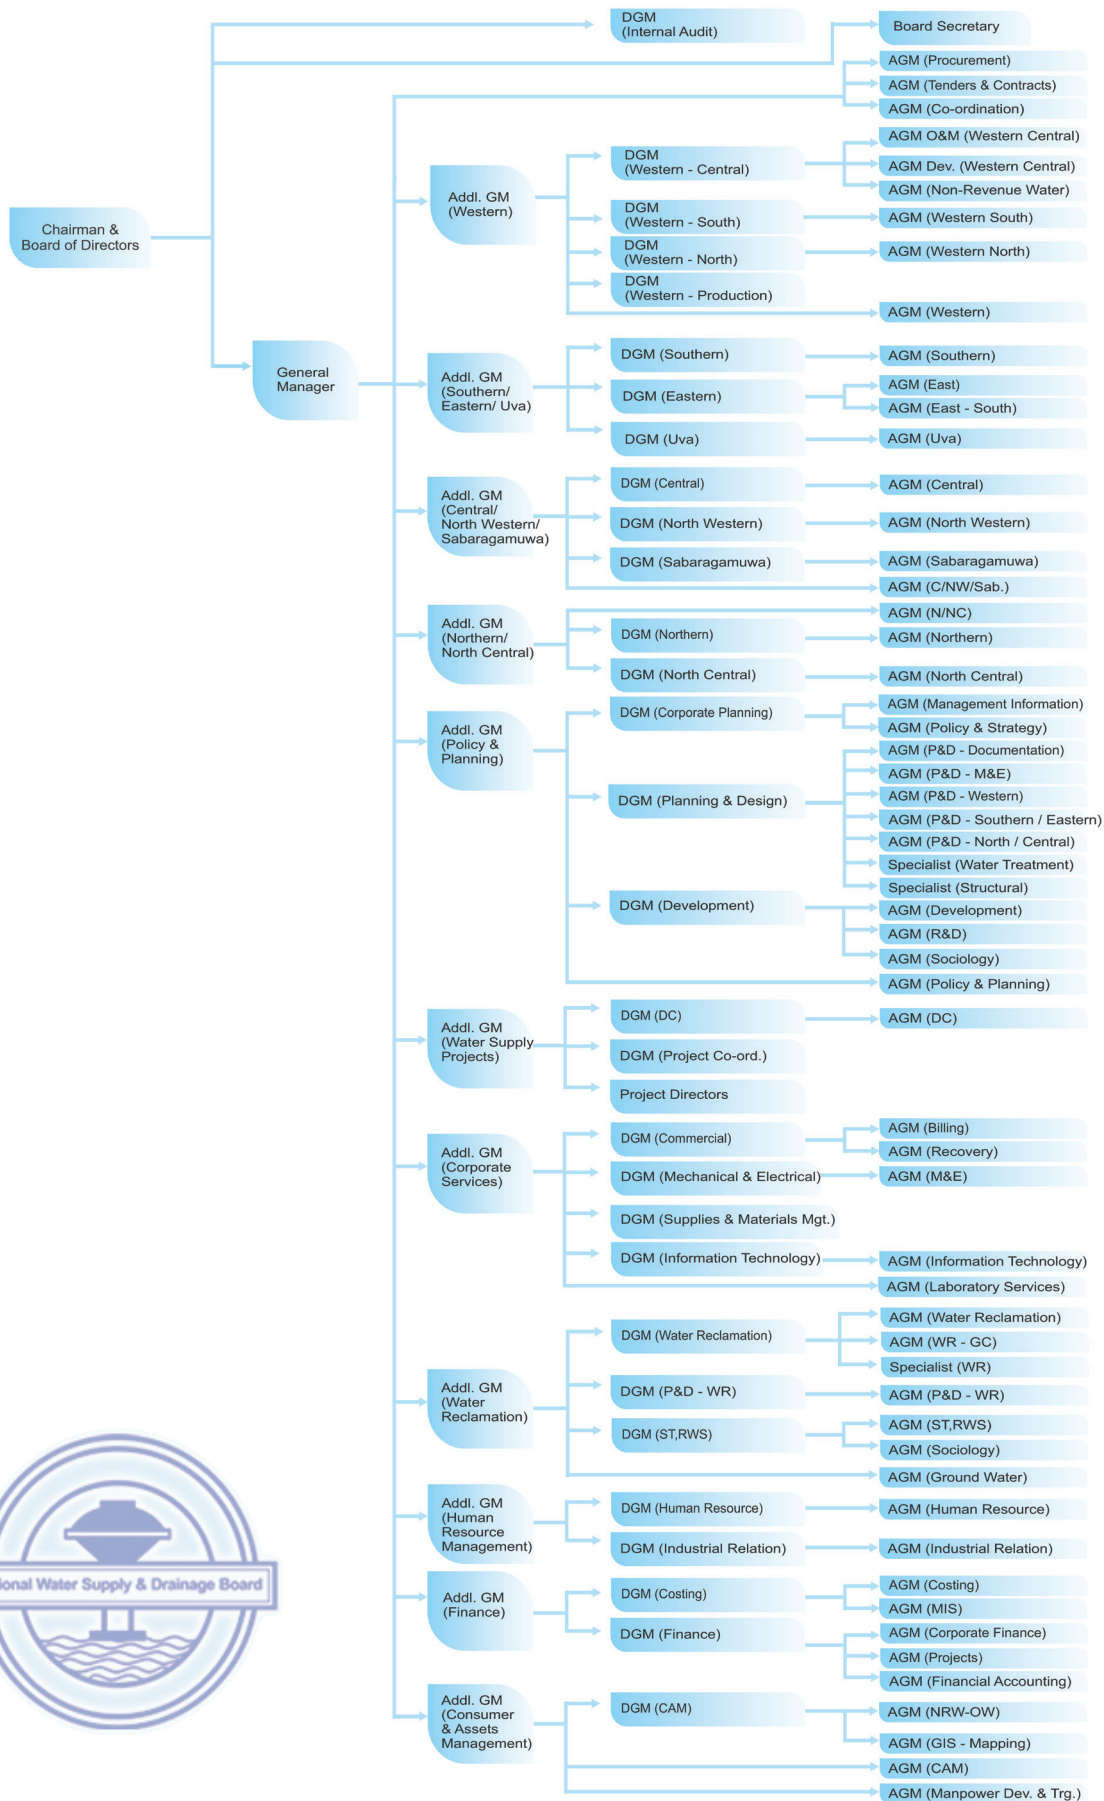 DGM
(Internal Audit)
Board Secretary
AGM (Procurement)
AGM (Tenders & Contracts)
AGM (Co-ordination)
Chairman &
Board of Directors
General
Manager
Addl. GM
(Western)
DGM
(Western - Central)
AGM O&M (Western Central)
AGM Dev. (Western Central)
AGM (Non-Revenue Water)
DGM
(Western - South)
AGM (Western South)
DGM
(Western - North)
AGM (Western North)
DGM
(Western - Production)
AGM (Western)
Addl. GM
(Southern/
Eastern/ Uva)
DGM (Southern)
AGM (Southern)
DGM (Eastern)
AGM (East)
AGM (East - South)
DGM (Uva)
AGM (Uva)
Addl. GM
(Central/
North Western/
Sabaragamuwa)
DGM (Central)
AGM (Central)
DGM (North Western)
AGM (North Western)
DGM (Sabaragamuwa)
AGM (Sabaragamuwa)
AGM (C/NW/Sab.)
Addl. GM
(Northern/
North Central)
AGM (N/NC)
DGM (Northern)
AGM (Northern)
DGM (North Central)
AGM (North Central)
Addl. GM
(Policy &
Planning)
DGM (Corporate Planning)
AGM (Management Information)
AGM (Policy & Strategy)
DGM (Planning & Design)
AGM (P&D - Documentation)
AGM (P&D - M&E)
AGM (P&D - Western)
AGM (P&D - Southern / Eastern)
AGM (P&D - North / Central)
Specialist (Water Treatment)
Specialist (Structural)
DGM (Development)
AGM (Development)
AGM (R&D)
AGM (Sociology)
AGM (Policy & Planning)
Addl. GM
(Water Supply
Projects)
DGM (DC)
AGM (DC)
DGM (Project Co-ord.)
Project Directors
Addl. GM
(Corporate
Services)
DGM (Commercial)
AGM (Billing)
AGM (Recovery)
DGM (Mechanical & Electrical)
AGM (M&E)
DGM (Supplies & Materials Mgt.)
DGM (Information Technology)
AGM (Information Technology)
AGM (Laboratory Services)
Addl. GM
(Water
Reclamation)
DGM (Water Reclamation)
AGM (Water Reclamation)
AGM (WR - GC)
Specialist (WR)
DGM (P&D - WR)
AGM (P&D - WR)
DGM (ST,RWS)
AGM (ST,RWS)
AGM (Sociology)
AGM (Ground Water)
Addl. GM
(Human
Resource
Management)
DGM (Human Resource)
AGM (Human Resource)
DGM (Industrial Relation)
AGM (Industrial Relation)
Addl. GM
(Finance)
DGM (Costing)
AGM (Costing)
AGM (MIS)
DGM (Finance)
AGM (Corporate Finance)
AGM (Projects)
AGM (Financial Accounting)
Addl. GM
(Consumer
& Assets
Management)
DGM (CAM)
AGM (NRW-OW)
AGM (GIS - Mapping)
AGM (CAM)
AGM (Manpower Dev. & Trg.)
ional Water Supply & Drainage Board